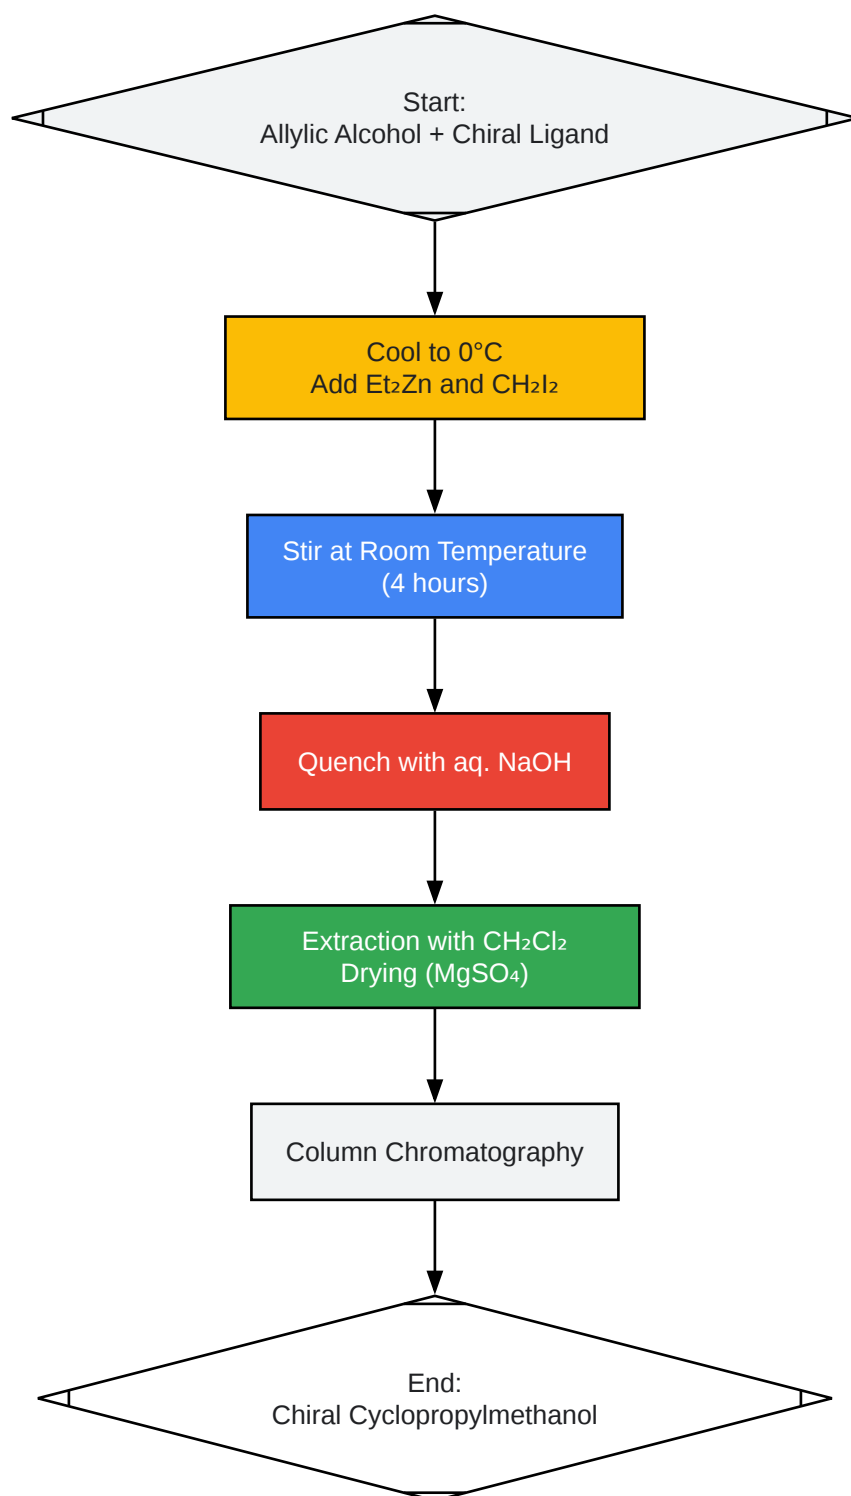 Start:
Allylic Alcohol + Chiral Ligand
Cool to 0°C
Add Et₂Zn and CH₂I₂
Stir at Room Temperature
(4 hours)
Quench with aq. NaOH
Extraction with CH₂Cl₂
Drying (MgSO₄)
Column Chromatography
End:
Chiral Cyclopropylmethanol